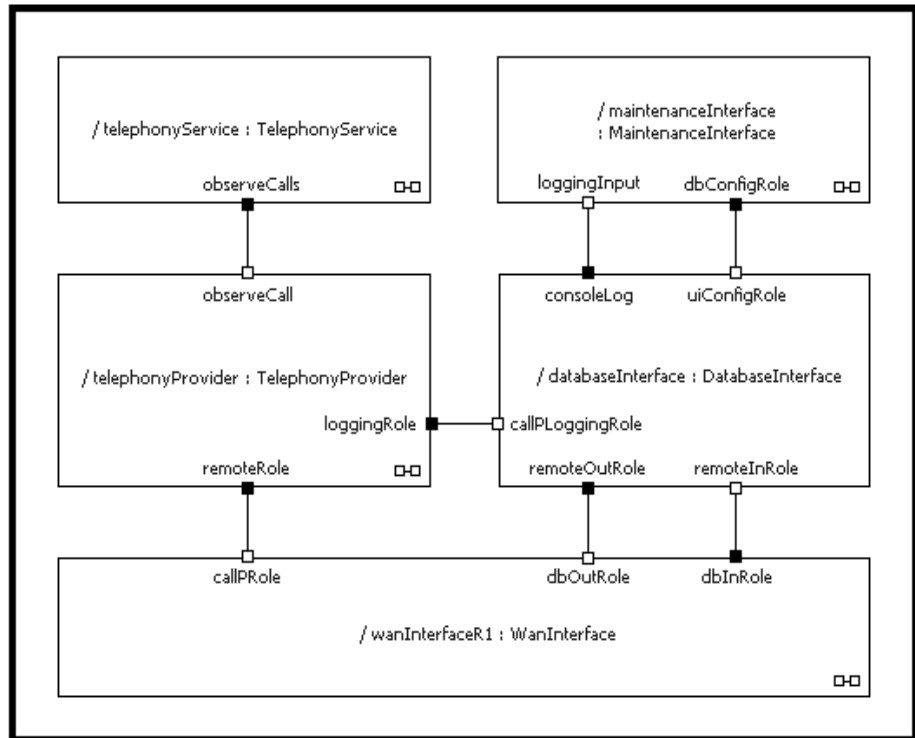 / telephonyService : TelephonyService
observeCalls
/ maintenanceInterface
: MaintenanceInterface
loggingInput
dbConfigRole
observeCall
/ telephonyProvider : TelephonyProvider
loggingRole
remoteRole
consoleLog
uiConfigRole
/ databaseInterface : DatabaseInterface
callPLoggingRole
remoteOutRole
remoteInRole
callPRole
dbOutRole
dbInRole
/ wanInterfaceR1 : WanInterface